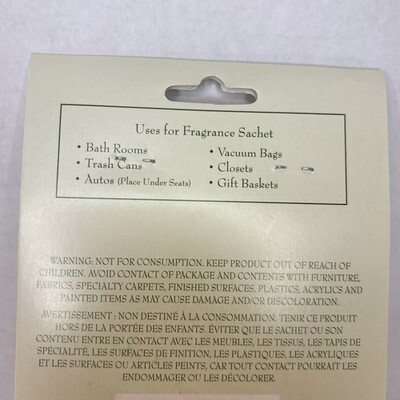 Uses for Fragrance Sachet
• Bath Rooms
• Vacuum Bags
• Trash Cans
• Closets
• Autos (Place Under Seats)
• Gift Baskets
WARNING: NOT FOR CONSUMPTION. KEEP PRODUCT OUT OF REACH OF
CHILDREN. AVOID CONTACT OF PACKAGE AND CONTENTS WITH FURNITURE,
FABRICS, SPECIALTY CARPETS, FINISHED SURFACES, PLASTICS, ACRYLICS AND
PAINTED ITEMS AS MAY CAUSE DAMAGE AND/OR DISCOLORATION.
AVERTISSEMENT : NON DESTINÉ À LA CONSOMMATION. TENIR CE PRODUIT
HORS DE LA PORTÉE DES ENFANTS. ÉVITER QUE LE SACHET OU SON
CONTENU ENTRE EN CONTACT AVEC LES MEUBLES, LES TISSUS, LES TAPIS DE
SPÉCIALITÉ, LES SURFACES DE FINITION, LES PLASTIQUES, LES ACRYLIQUES
ET LES SURFACES OU ARTICLES PEINTS, CAR TOUT CONTACT POURRAIT LES
ENDOMMAGER OU LES DÉCOLORER.